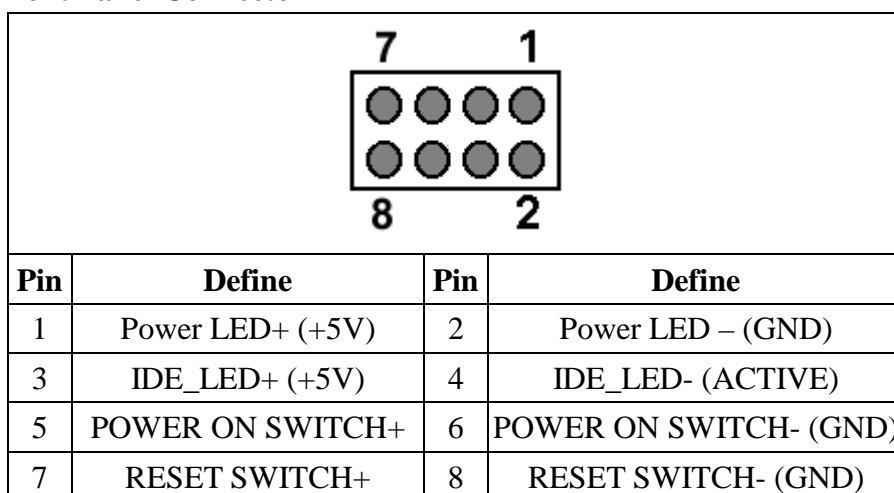 7 1
8 2
Pin Define Pin Define
1 Power LED+ (+5V) 2 Power LED – (GND)
3 IDE_LED+ (+5V) 4 IDE_LED- (ACTIVE)
5 POWER ON SWITCH+ 6 POWER ON SWITCH- (GND)
7 RESET SWITCH+ 8 RESET SWITCH- (GND)